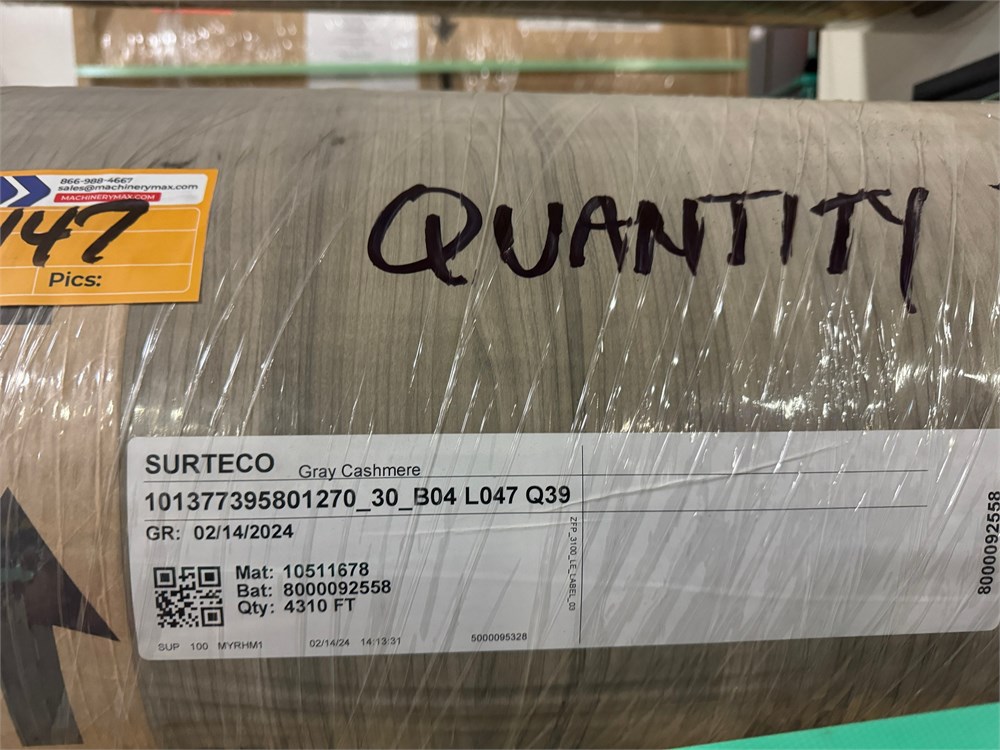 866-988-4667
sales@machinerymax.com
MACHINERYMAX.COM
147
Pics:
QUANTITY
SURTECO Gray Cashmere
101377395801270_30_B04 L047 Q39
GR: 02/14/2024
Mat: 10511678
Bat: 8000092558
Qty: 4310 FT
SUP 100 MYRHM1 02/14/24 14:13:31 5000095328
ZFP_3100_LE_LABEL_03
8000092558